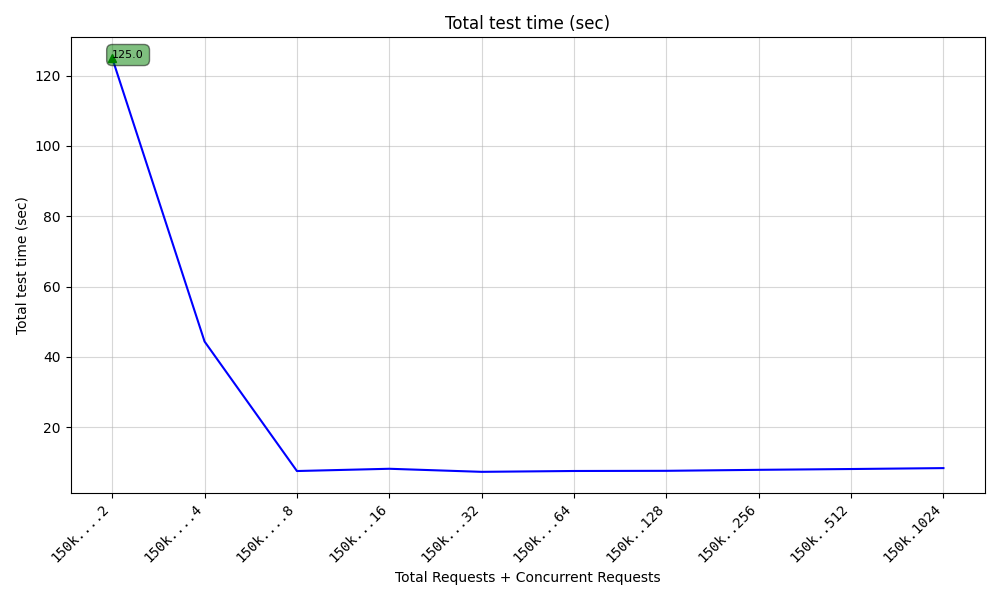 Total test time (sec)
125.0
Total test time (sec)
120
100
80
60
40
20
150k....2
150k....4
150k....8
150k...16
150k...32
150k...64
150k..128
150k..256
150k..512
150k.1024
Total Requests + Concurrent Requests